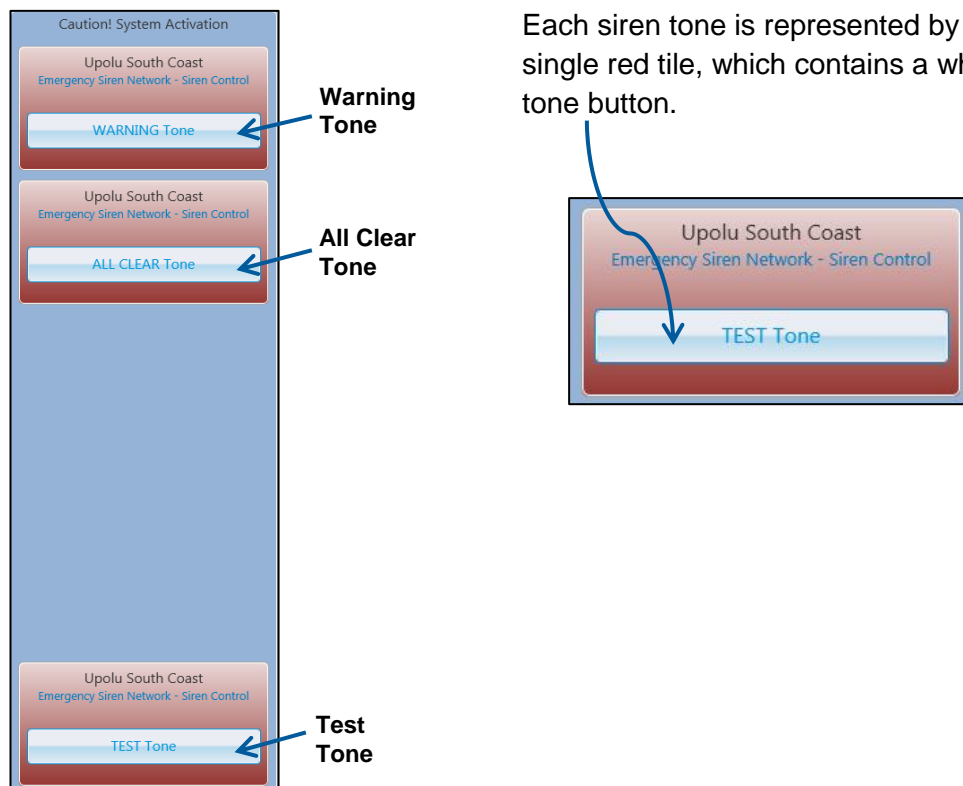 Caution! System Activation
Upolu South Coast
Emergency Siren Network - Siren Control
WARNING Tone
Warning
Tone
Upolu South Coast
Emergency Siren Network - Siren Control
ALL CLEAR Tone
All Clear
Tone
Upolu South Coast
Emergency Siren Network - Siren Control
TEST Tone
Test
Tone
Each siren tone is represented by
single red tile, which contains a
tone button.
Upolu South Coast
Emergency Siren Network - Siren Control
TEST Tone